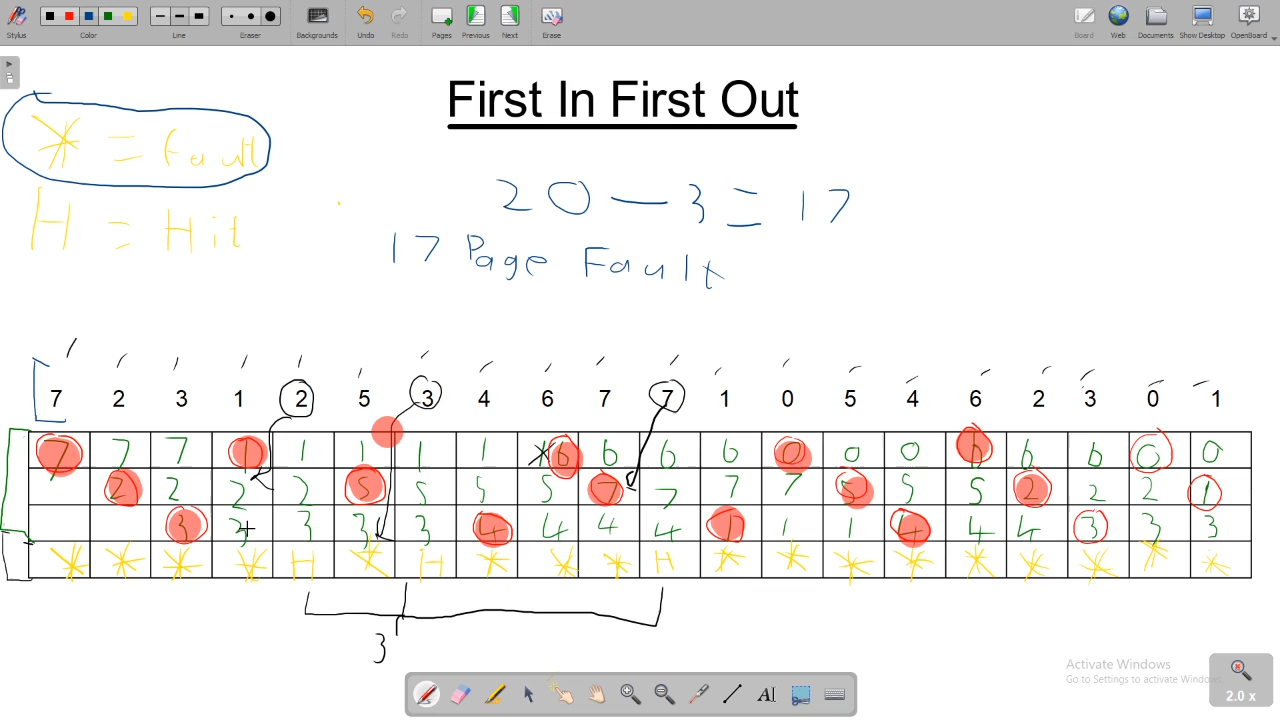 Stylus Color Line Eraser Backgrounds Undo Redo Pages Previous Next Erase Board Web Documents Show Desktop OpenBoard
First In First Out
* = Fault
H = Hit
20 — 3 = 17
17 Page Fault
7 2 3 1 2 5 3 4 6 7 7 1 0 5 4 6 2 3 0 1
7 7 7 1 1 1 1 1 6 6 6 6 0 0 0 6 6 6 0 0
2 2 2 2 5 5 5 5 7 7 7 7 5 5 5 2 2 2 1
3 3 3 3 3 4 4 4 4 1 1 1 4 4 4 3 3 3
* * * * H * H * * * H * * * * * * * * *
3
Activate Windows
Go to Settings to activate Windows.
2.0 x